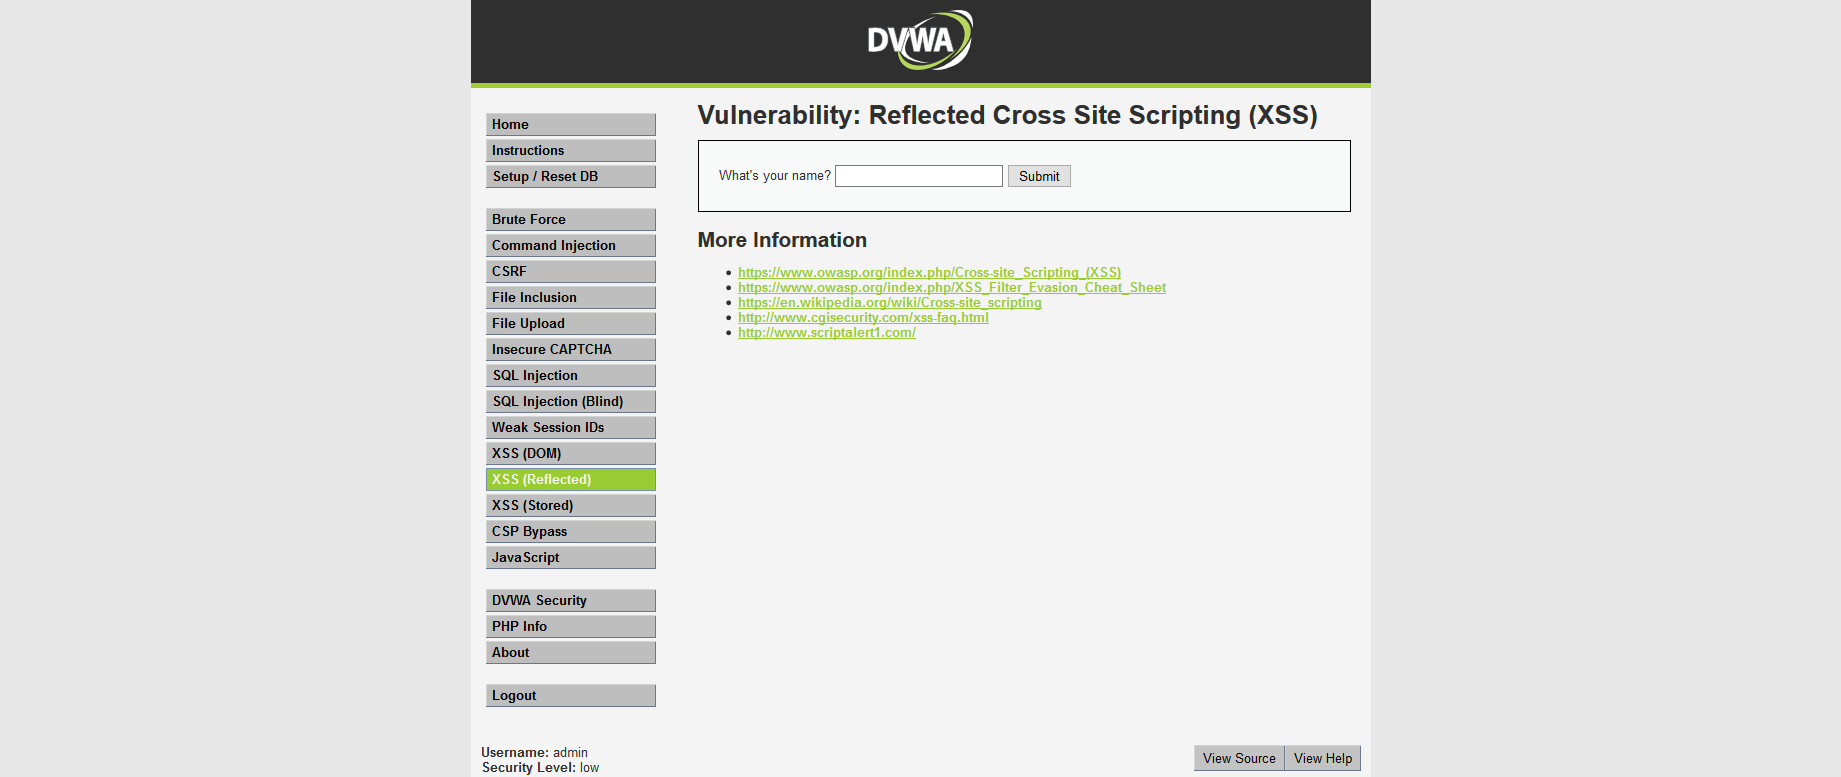 DVWA
Home
Instructions
Setup / Reset DB
Brute Force
Command Injection
CSRF
File Inclusion
File Upload
Insecure CAPTCHA
SQL Injection
SQL Injection (Blind)
Weak Session IDs
XSS (DOM)
XSS (Reflected)
XSS (Stored)
CSP Bypass
JavaScript
DVWA Security
PHP Info
About
Logout
Vulnerability: Reflected Cross Site Scripting (XSS)
What's your name? Submit
More Information
https://www.owasp.org/index.php/Cross-site_Scripting_(XSS)
https://www.owasp.org/index.php/XSS_Filter_Evasion_Cheat_Sheet
https://en.wikipedia.org/wiki/Cross-site_scripting
http://www.cgisecurity.com/xss-faq.html
http://www.scriptalert1.com/
Username: admin
Security Level: low
View Source View Help